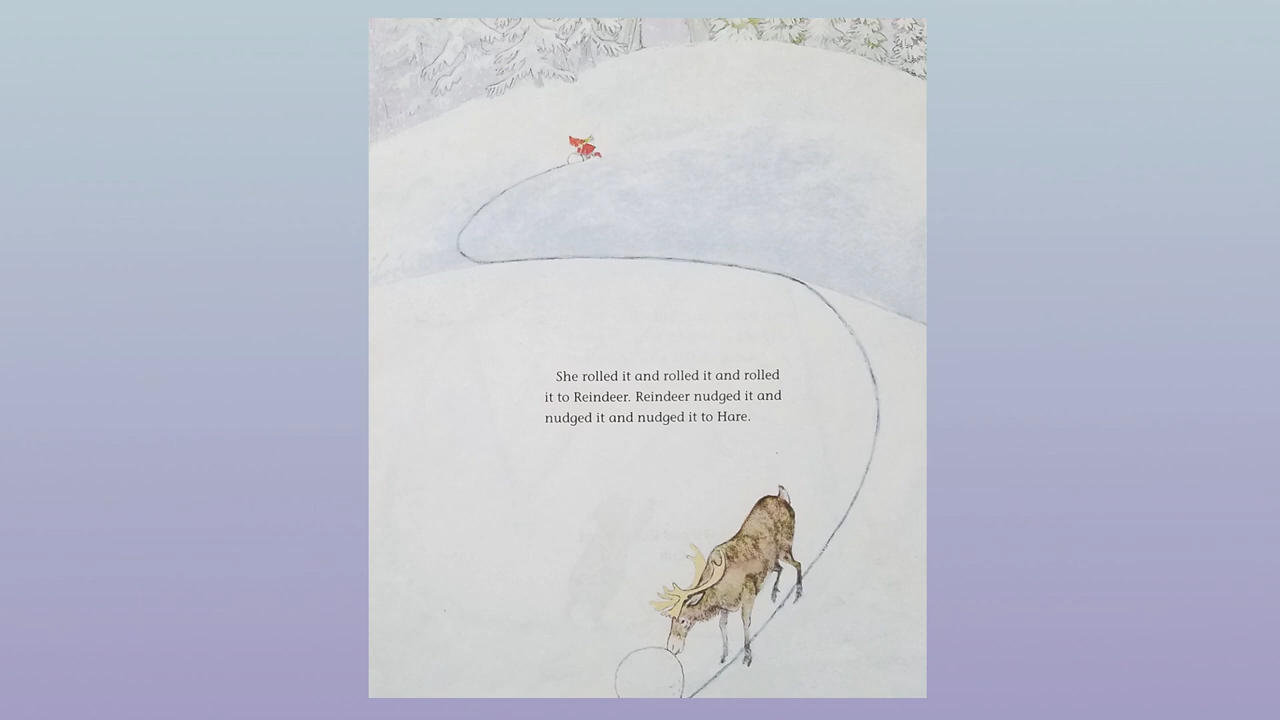 She rolled it and rolled it and rolled
it to Reindeer. Reindeer nudged it and
nudged it and nudged it to Hare.